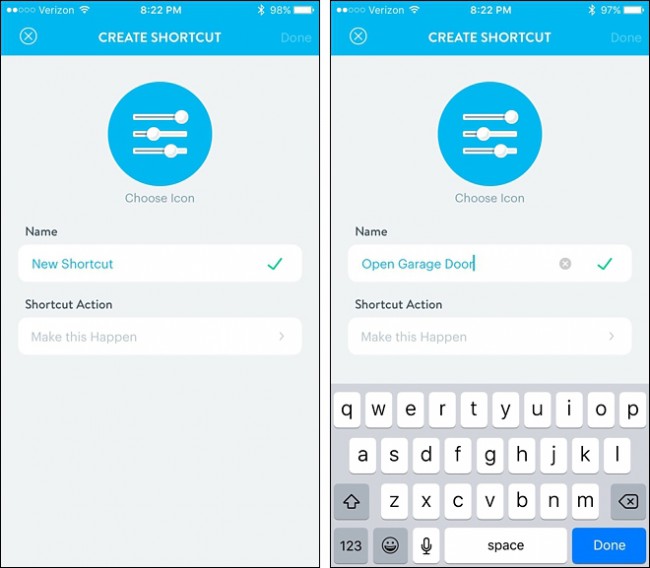 ●●○○○ Verizon 8:22 PM 98%
CREATE SHORTCUT Done
Choose Icon
Name
New Shortcut
Shortcut Action
Make this Happen
●●○○○ Verizon 8:22 PM 97%
CREATE SHORTCUT Done
Choose Icon
Name
Open Garage Door
Shortcut Action
Make this Happen
q w e r t y u i o p
a s d f g h j k l
z x c v b n m
123 space Done